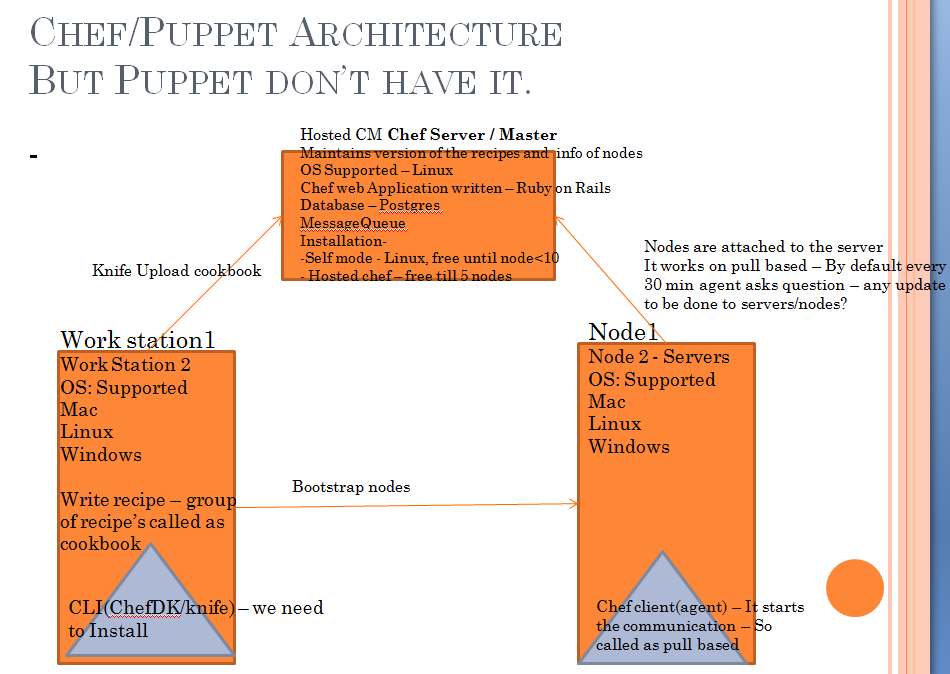 Chef/Puppet Architecture
But Puppet don't have it.
-
Hosted CM Chef Server / Master
Maintains version of the recipes and info of nodes
OS Supported – Linux
Chef web Application written – Ruby on Rails
Database – Postgres
MessageQueue
Installation-
-Self mode - Linux, free until node<10
- Hosted chef – free till 5 nodes
Nodes are attached to the server
It works on pull based – By default every
30 min agent asks question – any update
to be done to servers/nodes?
Knife Upload cookbook
Work station1
Work Station 2
OS: Supported
Mac
Linux
Windows
Write recipe – group
of recipe's called as
cookbook
CLI(ChefDK/knife) – we need
to Install
Bootstrap nodes
Node1
Node 2 - Servers
OS: Supported
Mac
Linux
Windows
Chef client(agent) – It starts
the communication – So
called as pull based